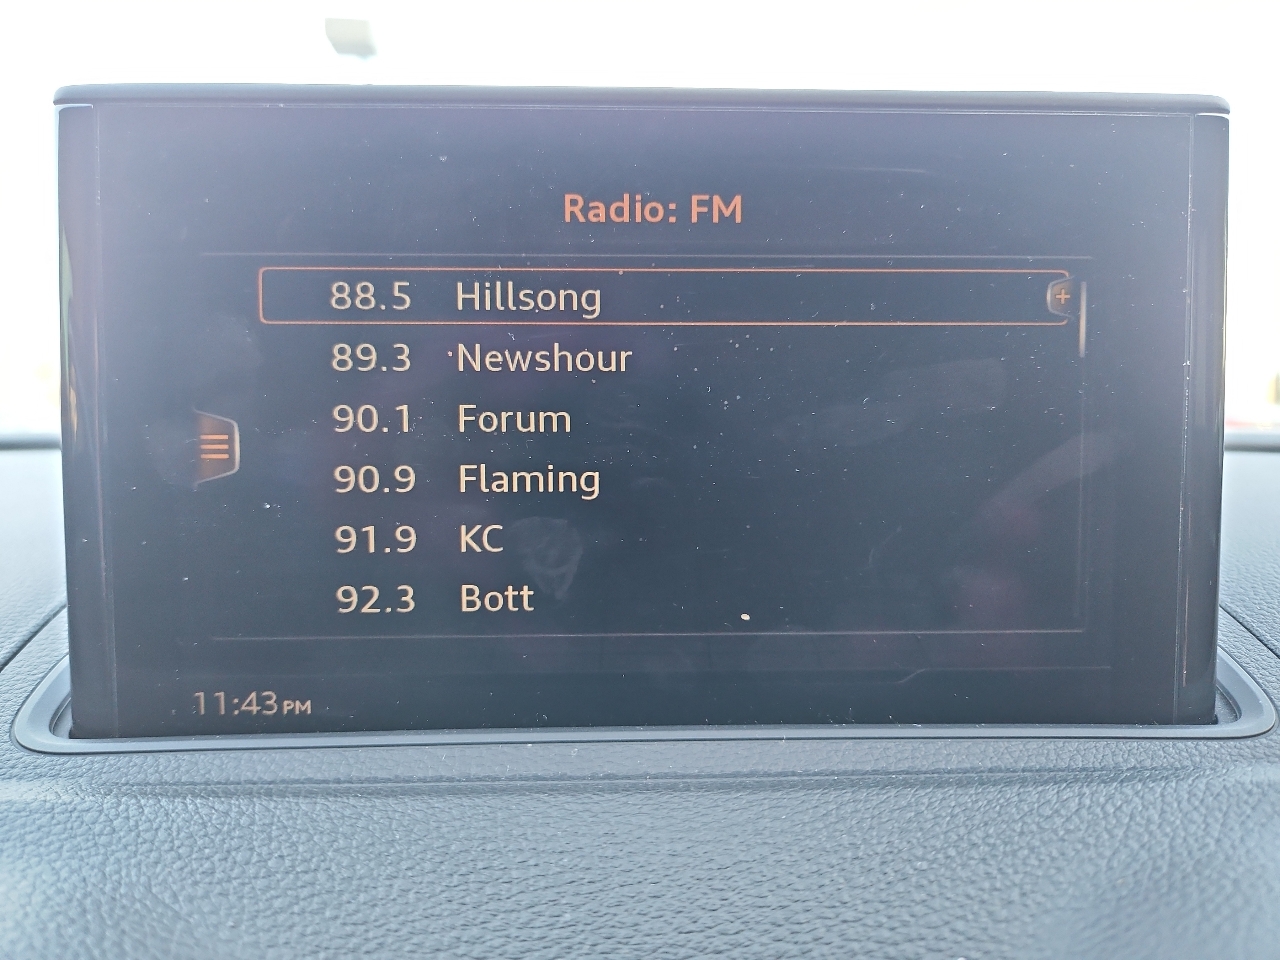 Radio: FM
88.5 Hillsong
89.3 Newshour
90.1 Forum
90.9 Flaming
91.9 KC
92.3 Bott
11:43PM